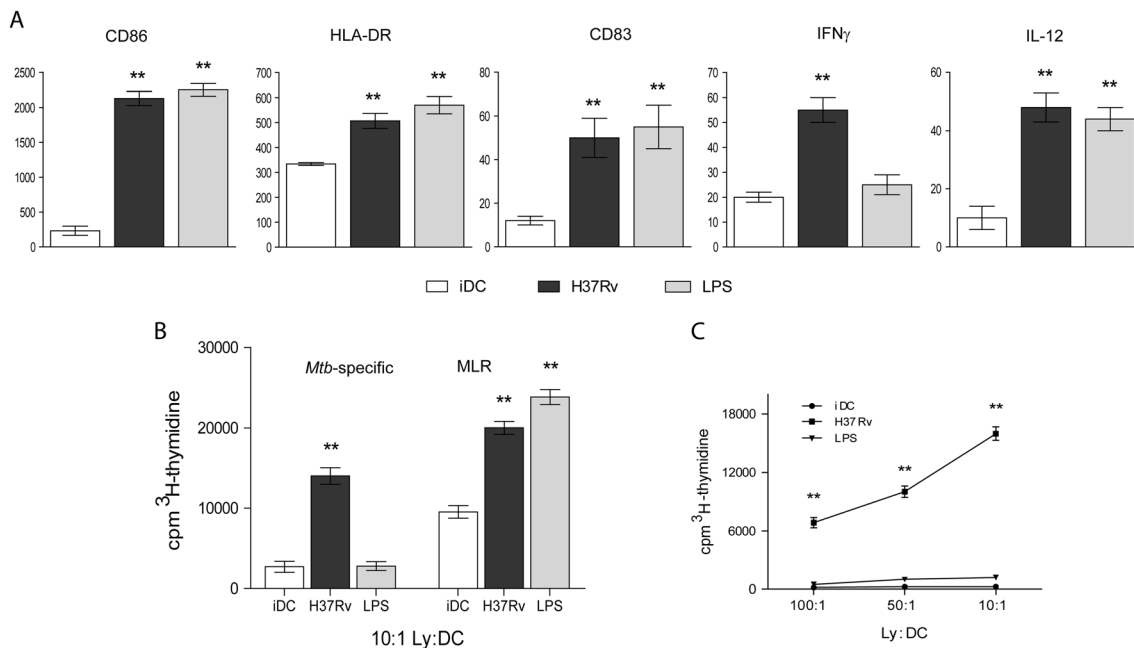 A
CD86
HLA-DR
CD83
IFNγ
IL-12
2500
2000
1500
1000
500
0
**
**
700
600
500
400
300
200
100
0
**
**
80
60
40
20
0
**
**
70
60
50
40
30
20
10
0
**
60
40
20
0
**
**
iDC
H37Rv
LPS
B
30000
20000
10000
0
cpm ³H-thymidine
Mtb-specific
MLR
**
**
**
iDC
H37Rv
LPS
iDC
H37Rv
LPS
10:1 Ly:DC
C
iDC
H37Rv
LPS
18000
12000
6000
0
cpm ³H-thymidine
**
**
**
100:1
50:1
10:1
Ly:DC